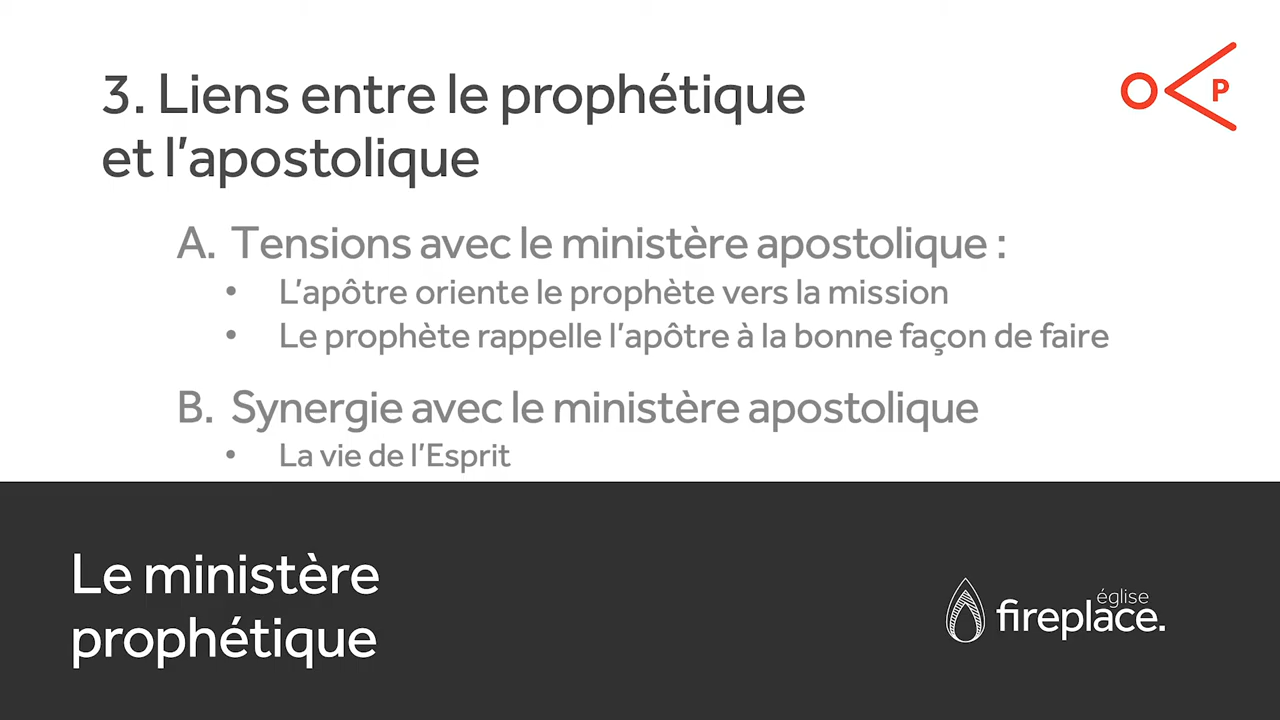 3. Liens entre le prophétique
et l’apostolique
O < P
A. Tensions avec le ministère apostolique :
• L’apôtre oriente le prophète vers la mission
• Le prophète rappelle l’apôtre à la bonne façon de faire
B. Synergie avec le ministère apostolique
• La vie de l’Esprit
Le ministère
prophétique
église
fireplace.